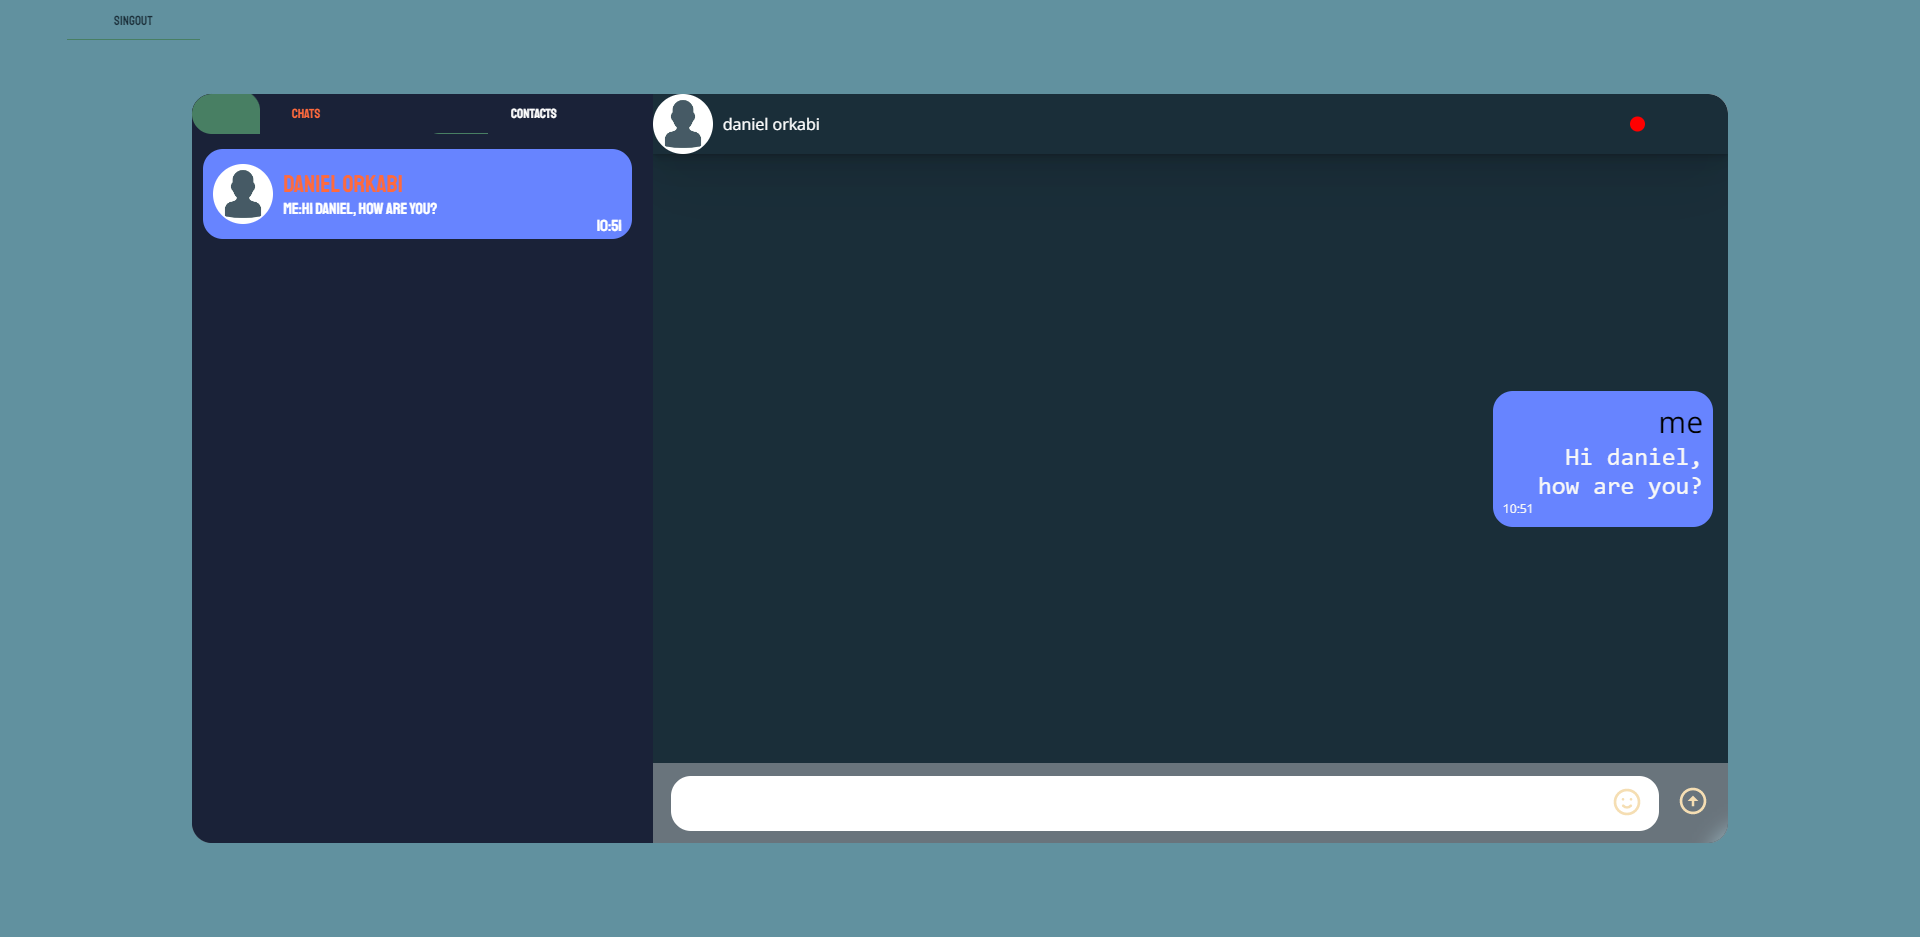 SINGOUT
CHATS
CONTACTS
DANIEL ORKABI
ME:HI DANIEL, HOW ARE YOU?
10:51
daniel orkabi
me
Hi daniel,
how are you?
10:51